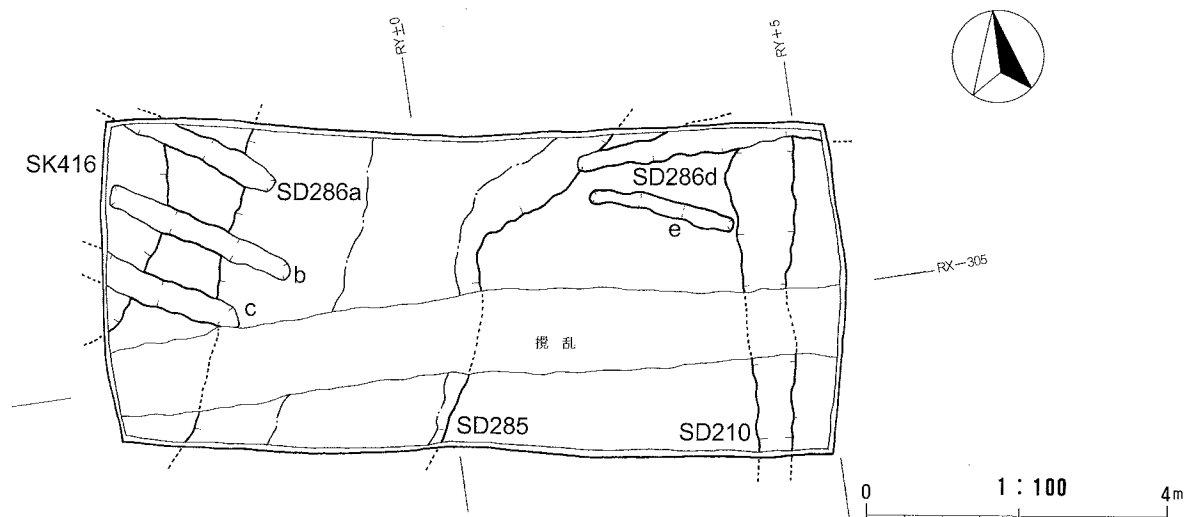 RY±0
RY+5
SK416
SD286a
SD286d
e
b
RX−305
c
撹乱
SD285
SD210
0
1：100
4m